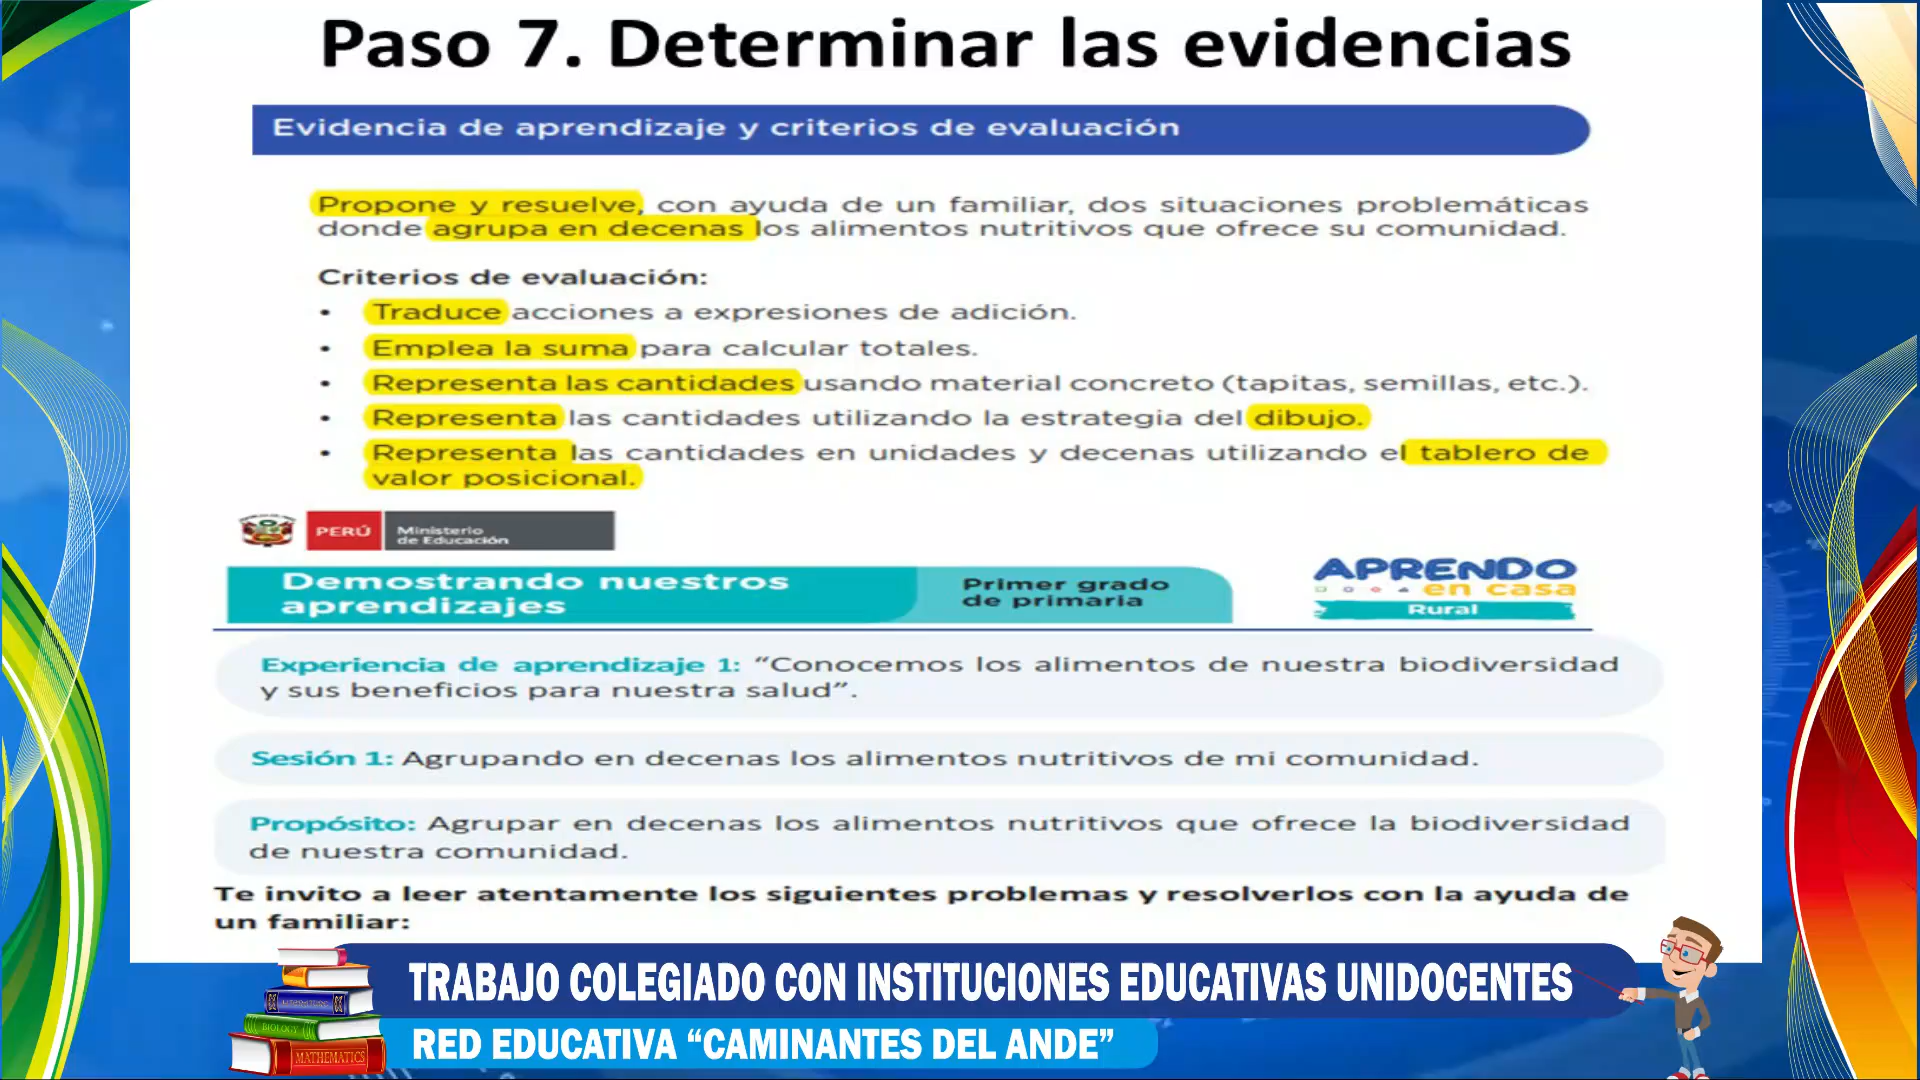 Paso 7. Determinar las evidencias
Evidencia de aprendizaje y criterios de evaluación
Propone y resuelve, con ayuda de un familiar, dos situaciones problemáticas
donde agrupa en decenas los alimentos nutritivos que ofrece su comunidad.
Criterios de evaluación:
• Traduce acciones a expresiones de adición.
• Emplea la suma para calcular totales.
• Representa las cantidades usando material concreto (tapitas, semillas, etc.).
• Representa las cantidades utilizando la estrategia del dibujo.
• Representa las cantidades en unidades y decenas utilizando el tablero de
valor posicional.
PERÚ
Ministerio
de Educación
Demostrando nuestros
aprendizajes
Primer grado
de primaria
APRENDO
en casa
Rural
Experiencia de aprendizaje 1: “Conocemos los alimentos de nuestra biodiversidad
y sus beneficios para nuestra salud”.
Sesión 1: Agrupando en decenas los alimentos nutritivos de mi comunidad.
Propósito: Agrupar en decenas los alimentos nutritivos que ofrece la biodiversidad
de nuestra comunidad.
Te invito a leer atentamente los siguientes problemas y resolverlos con la ayuda de
un familiar:
TRABAJO COLEGIADO CON INSTITUCIONES EDUCATIVAS UNIDOCENTES
RED EDUCATIVA “CAMINANTES DEL ANDE”
BIOLOGY
MATHEMATICS